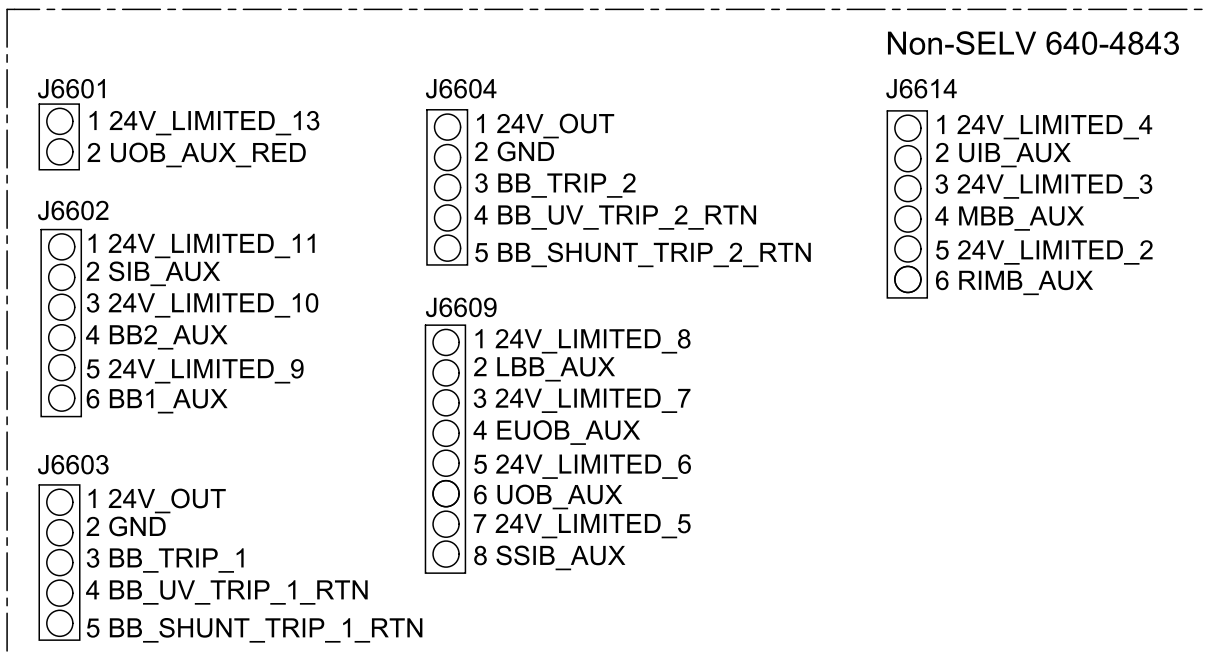 Non-SELV 640-4843
J6601
1 24V_LIMITED_13
2 UOB_AUX_RED
J6602
1 24V_LIMITED_11
2 SIB_AUX
3 24V_LIMITED_10
4 BB2_AUX
5 24V_LIMITED_9
6 BB1_AUX
J6603
1 24V_OUT
2 GND
3 BB_TRIP_1
4 BB_UV_TRIP_1_RTN
5 BB_SHUNT_TRIP_1_RTN
J6604
1 24V_OUT
2 GND
3 BB_TRIP_2
4 BB_UV_TRIP_2_RTN
5 BB_SHUNT_TRIP_2_RTN
J6609
1 24V_LIMITED_8
2 LBB_AUX
3 24V_LIMITED_7
4 EUOB_AUX
5 24V_LIMITED_6
6 UOB_AUX
7 24V_LIMITED_5
8 SSIB_AUX
J6614
1 24V_LIMITED_4
2 UIB_AUX
3 24V_LIMITED_3
4 MBB_AUX
5 24V_LIMITED_2
6 RIMB_AUX